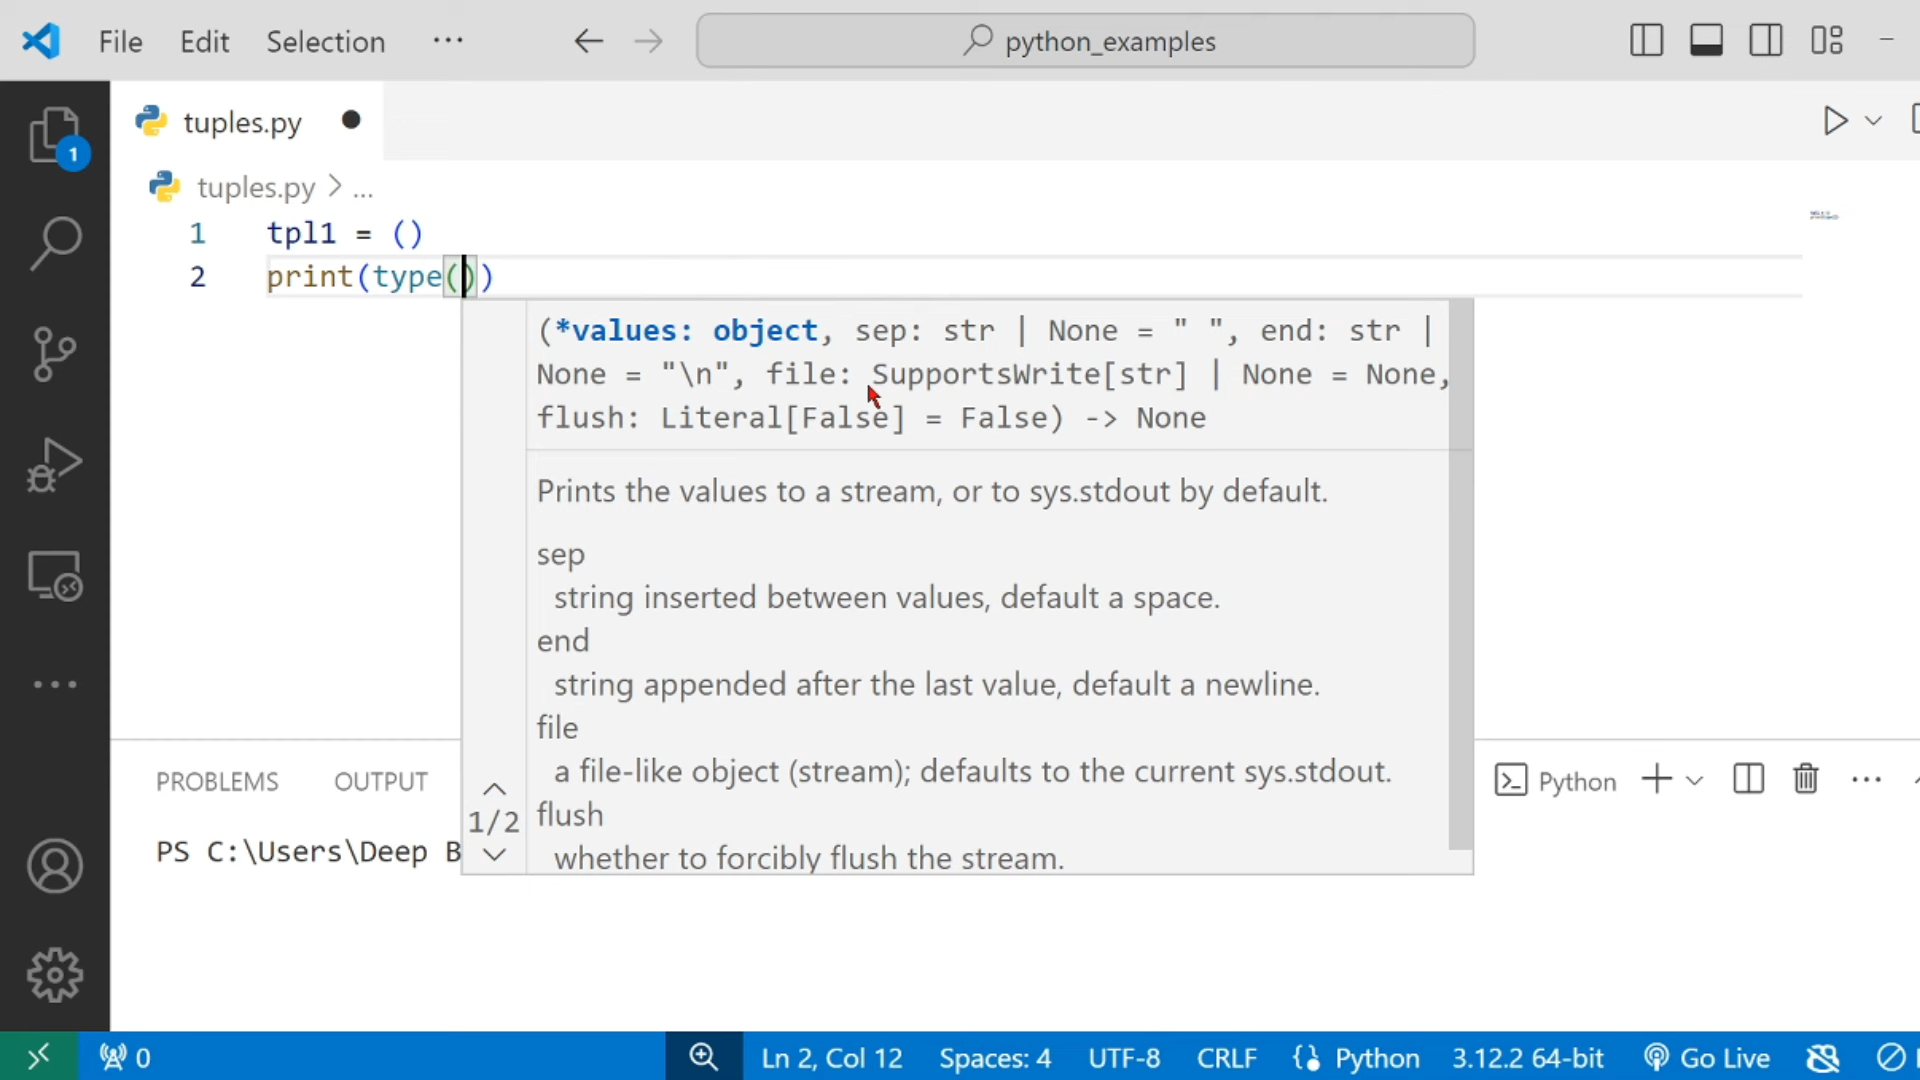 File Edit Selection ··· python_examples
tuples.py
tuples.py > ...
1 tpl1 = ()
2 print(type())
(*values: object, sep: str | None = " ", end: str |
None = "\n", file: SupportsWrite[str] | None = None,
flush: Literal[False] = False) -> None
Prints the values to a stream, or to sys.stdout by default.
sep
string inserted between values, default a space.
end
string appended after the last value, default a newline.
file
a file-like object (stream); defaults to the current sys.stdout.
flush
whether to forcibly flush the stream.
1/2
1
PROBLEMS OUTPUT Python
PS C:\Users\Deep B
0 Ln 2, Col 12 Spaces: 4 UTF-8 CRLF Python 3.12.2 64-bit Go Live